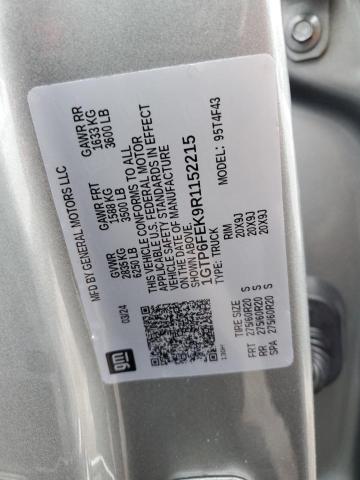 MFD BY GENERAL MOTORS LLC
gm
03/24
GVWR
2835 KG
6250 LB
GAWR FRT
1588 KG
3500 LB
GAWR RR
1633 KG
3600 LB
THIS VEHICLE CONFORMS TO ALL
APPLICABLE U.S. FEDERAL MOTOR
VEHICLE SAFETY STANDARDS IN EFFECT
ON THE DATE OF MANUFACTURE
SHOWN ABOVE.
1GTP6FEK9R1152215
TYPE: TRUCK
MODEL: 95T4F43
TIRE SIZE S RIM
FRT 275/60R20 S 20X9J
RR 275/60R20 S 20X9J
SPA 275/60R20 S 20X9J